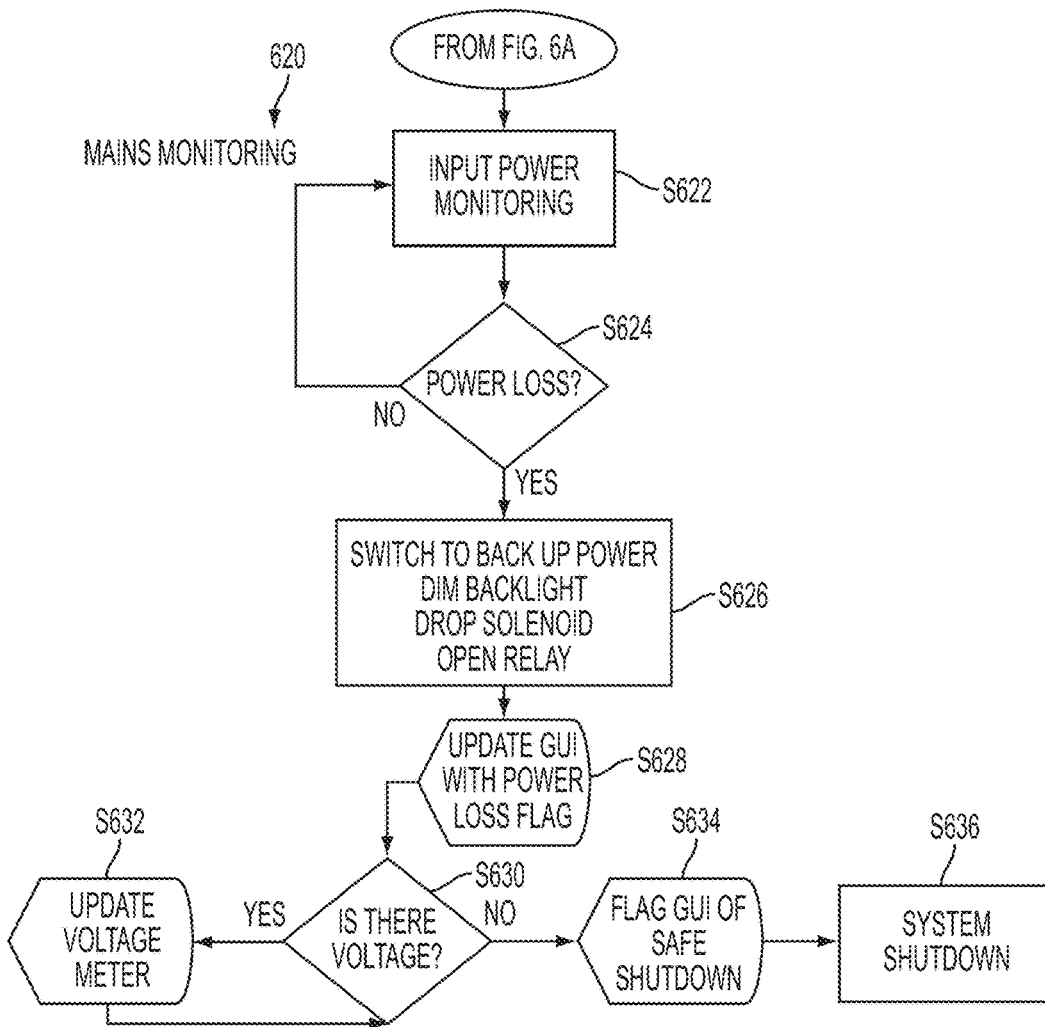 FROM FIG. 6A
620
MAINS MONITORING
INPUT POWER
MONITORING
S622
S624
POWER LOSS?
NO
YES
SWITCH TO BACK UP POWER
DIM BACKLIGHT
DROP SOLENOID
OPEN RELAY
S626
UPDATE GUI
WITH POWER
LOSS FLAG
S628
S632
UPDATE
VOLTAGE
METER
YES
S630
IS THERE
VOLTAGE?
NO
S634
FLAG GUI OF
SAFE
SHUTDOWN
S636
SYSTEM
SHUTDOWN